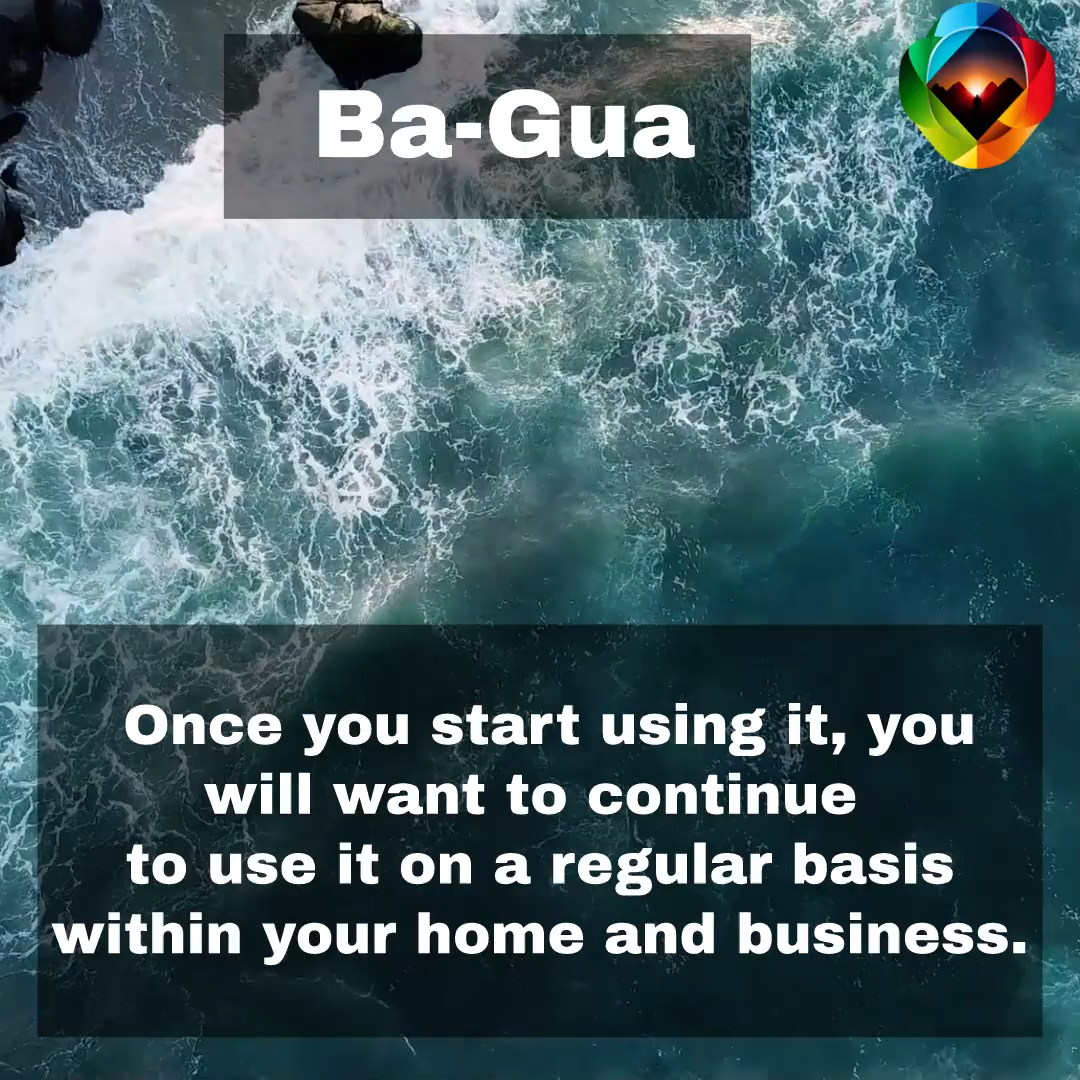 Ba-Gua
Once you start using it, you
will want to continue
to use it on a regular basis
within your home and business.